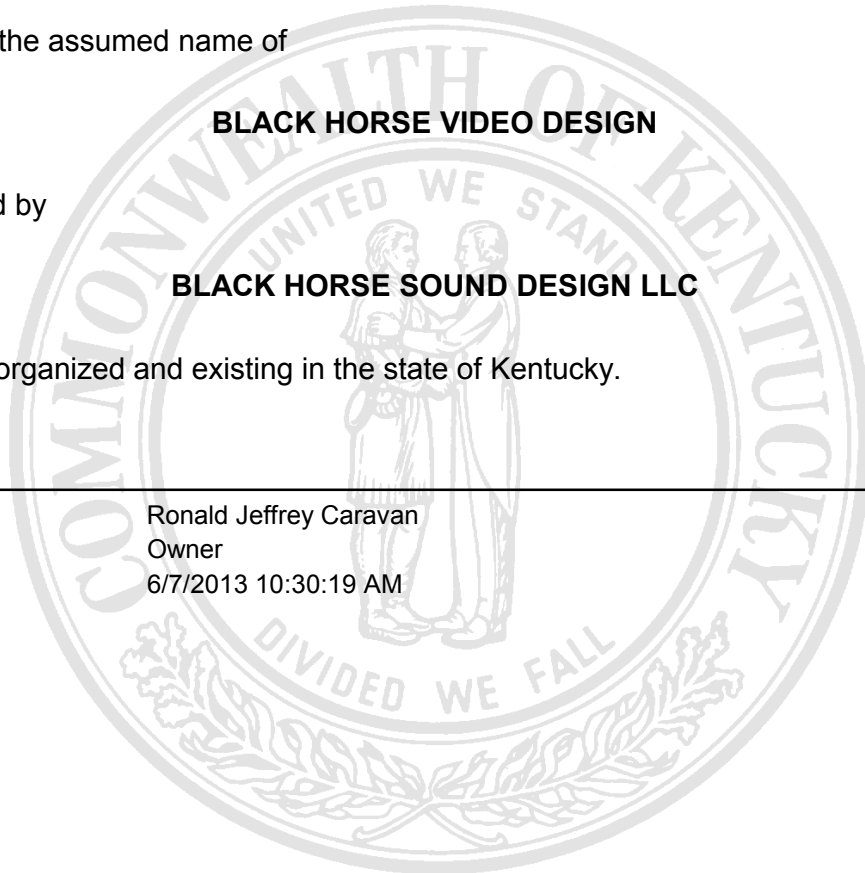 the assumed name of
BLACK HORSE VIDEO DESIGN
d by
BLACK HORSE SOUND DESIGN LLC
organized and existing in the state of Kentucky.
Ronald Jeffrey Caravan
Owner
6/7/2013 10:30:19 AM
COMMONWEALTH OF KENTUCKY
UNITED WE STAND
DIVIDED WE FALL